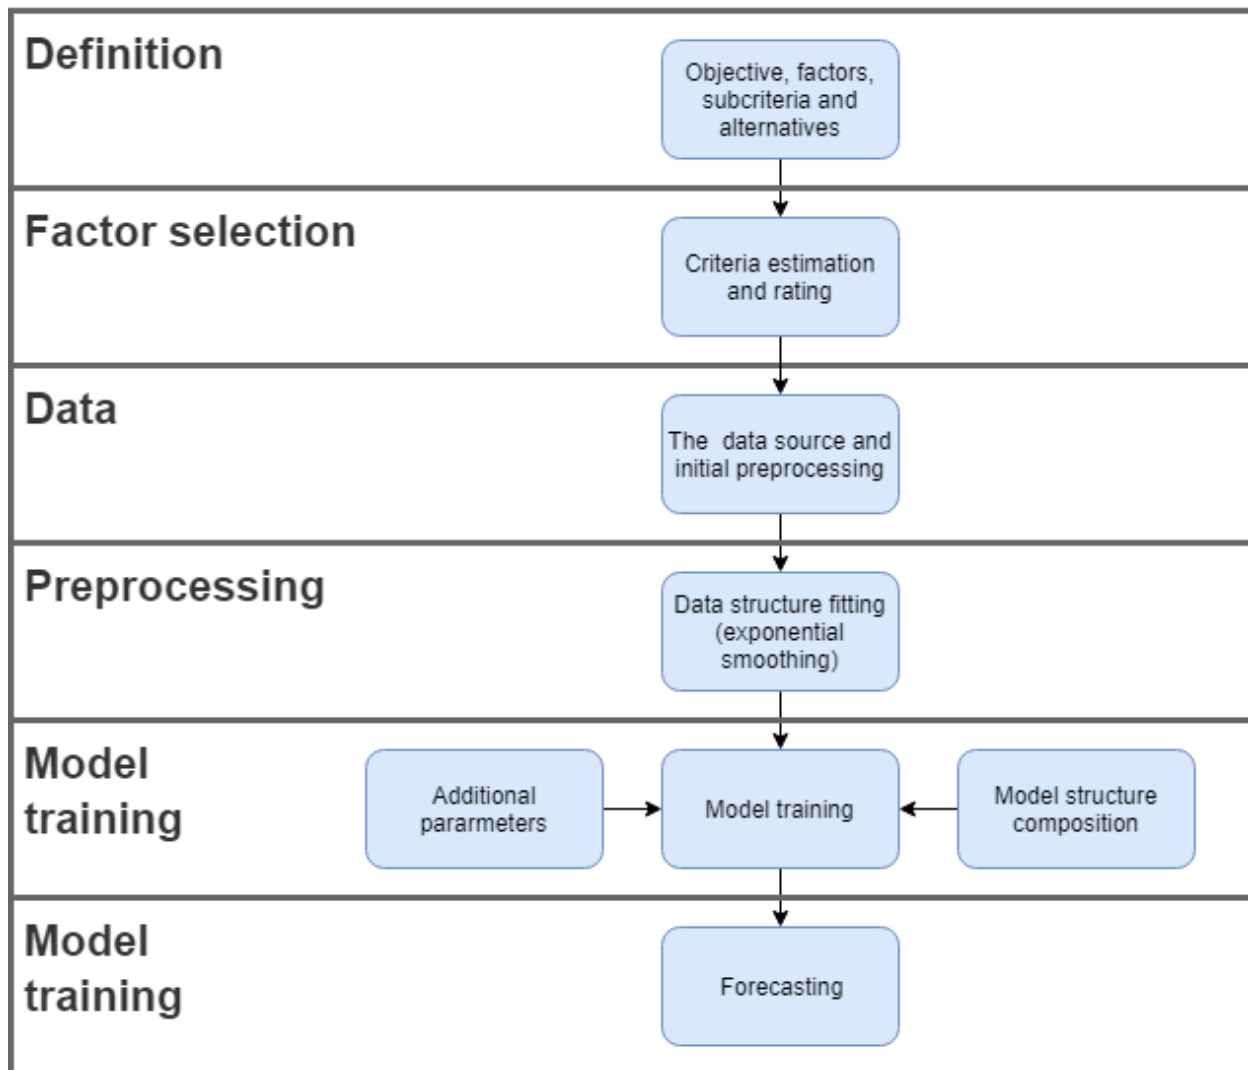 Definition
Objective, factors,
subcriteria and
alternatives
Factor selection
Criteria estimation
and rating
Data
The data source and
initial preprocessing
Preprocessing
Data structure fitting
(exponential
smoothing)
Model
training
Additional
pararmeters
Model training
Model structure
composition
Model
training
Forecasting